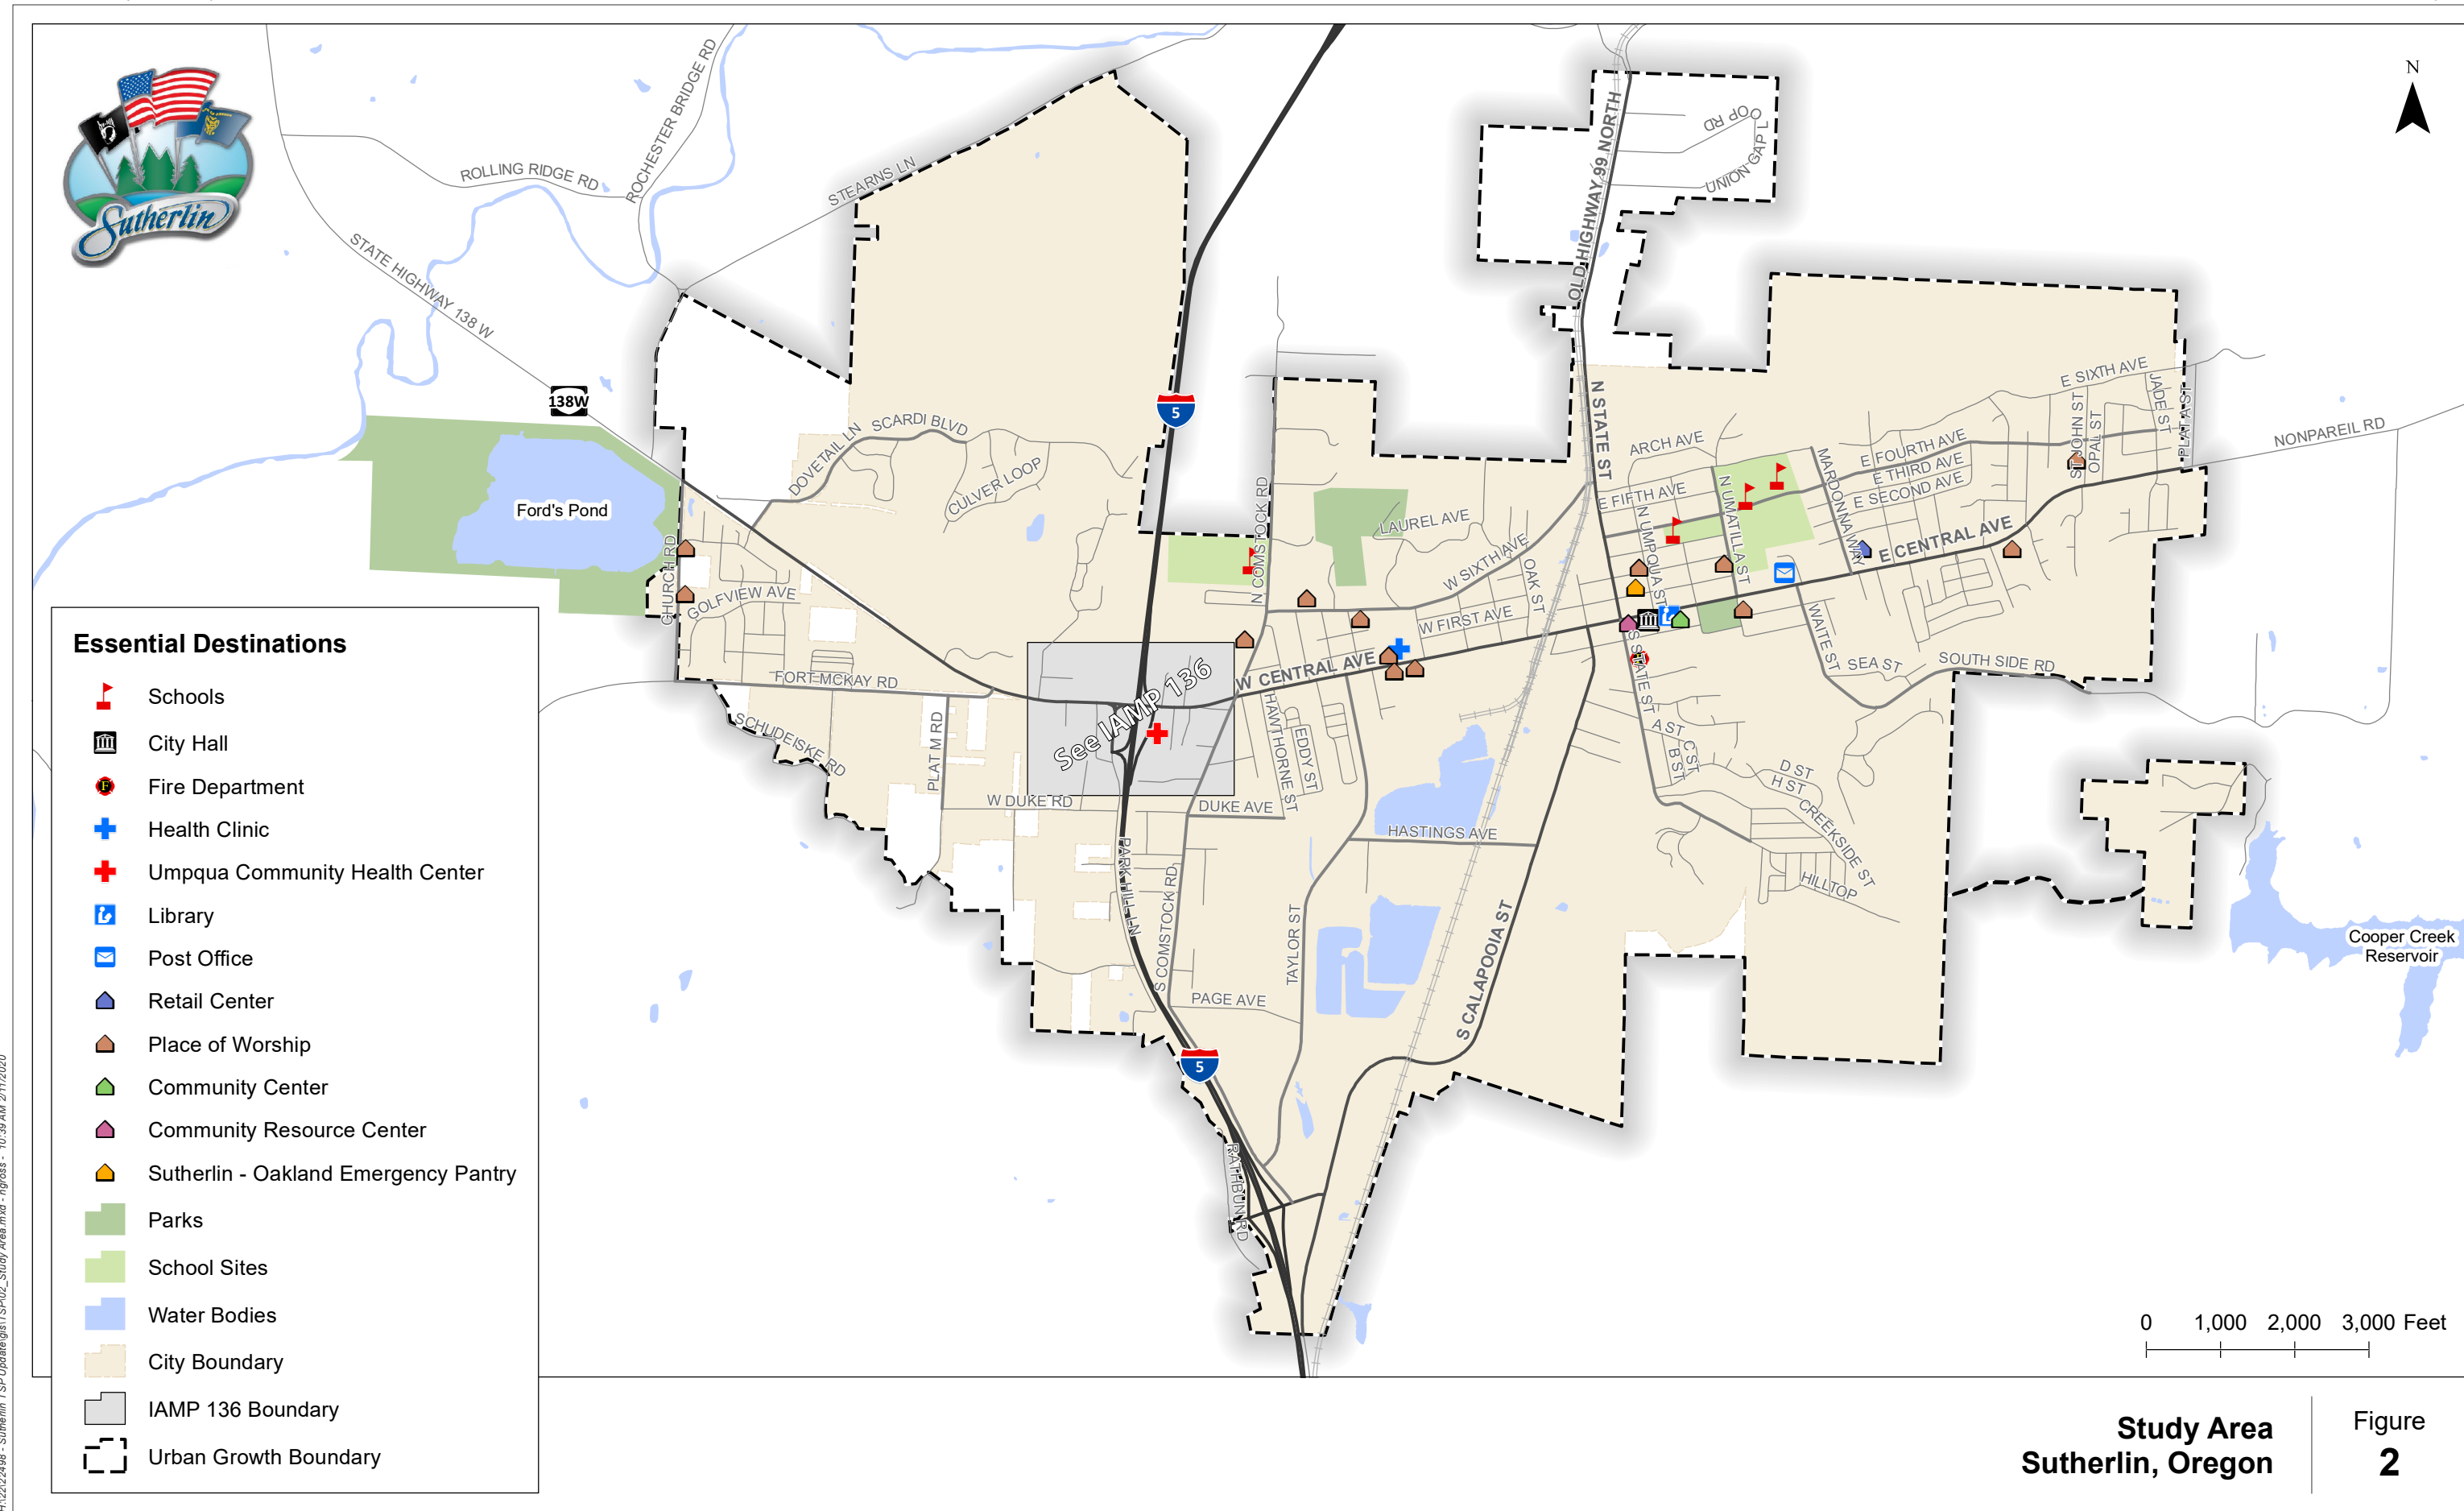 N
Sutherlin
ROLLING RIDGE RD
ROCHESTER BRIDGE RD
STEARNS LN
STATE HIGHWAY 138 W
138W
5
OLD HIGHWAY 99 NORTH
UNION GAP LOOP RD
N STATE ST
Ford's Pond
CHURCH RD
GOLFVIEW AVE
DOVETAIL LN
SCARDI BLVD
CULVER LOOP
N COMSTOCK RD
LAUREL AVE
W SIXTH AVE
OAK ST
W FIRST AVE
W CENTRAL AVE
ARCH AVE
E FIFTH AVE
N UMPQUA ST
N UMATILLA ST
MARDONNA WAY
E FOURTH AVE
E THIRD AVE
E SECOND AVE
E CENTRAL AVE
E SIXTH AVE
ST JOHN ST
OPAL ST
JADE ST
PLAT A ST
NONPAREIL RD
WAITE ST
SEA ST
SOUTH SIDE RD
S STATE ST
A ST
B ST
C ST
D ST
H ST
CREEKSIDE ST
HILLTOP
FORT MCKAY RD
SCHUDEISKE RD
PLAT M RD
W DUKE RD
See IAMP 136
HAWTHORNE ST
EDDY ST
DUKE AVE
HASTINGS AVE
PARK HILL LN
S COMSTOCK RD
TAYLOR ST
PAGE AVE
S CALAPOOIA ST
5
RATHBUN RD
Cooper Creek
Reservoir
Essential Destinations
Schools
City Hall
F
Fire Department
Health Clinic
Umpqua Community Health Center
Library
Post Office
Retail Center
Place of Worship
Community Center
Community Resource Center
Sutherlin - Oakland Emergency Pantry
Parks
School Sites
Water Bodies
City Boundary
IAMP 136 Boundary
Urban Growth Boundary
0 1,000 2,000 3,000 Feet
Study Area
Sutherlin, Oregon
Figure
2